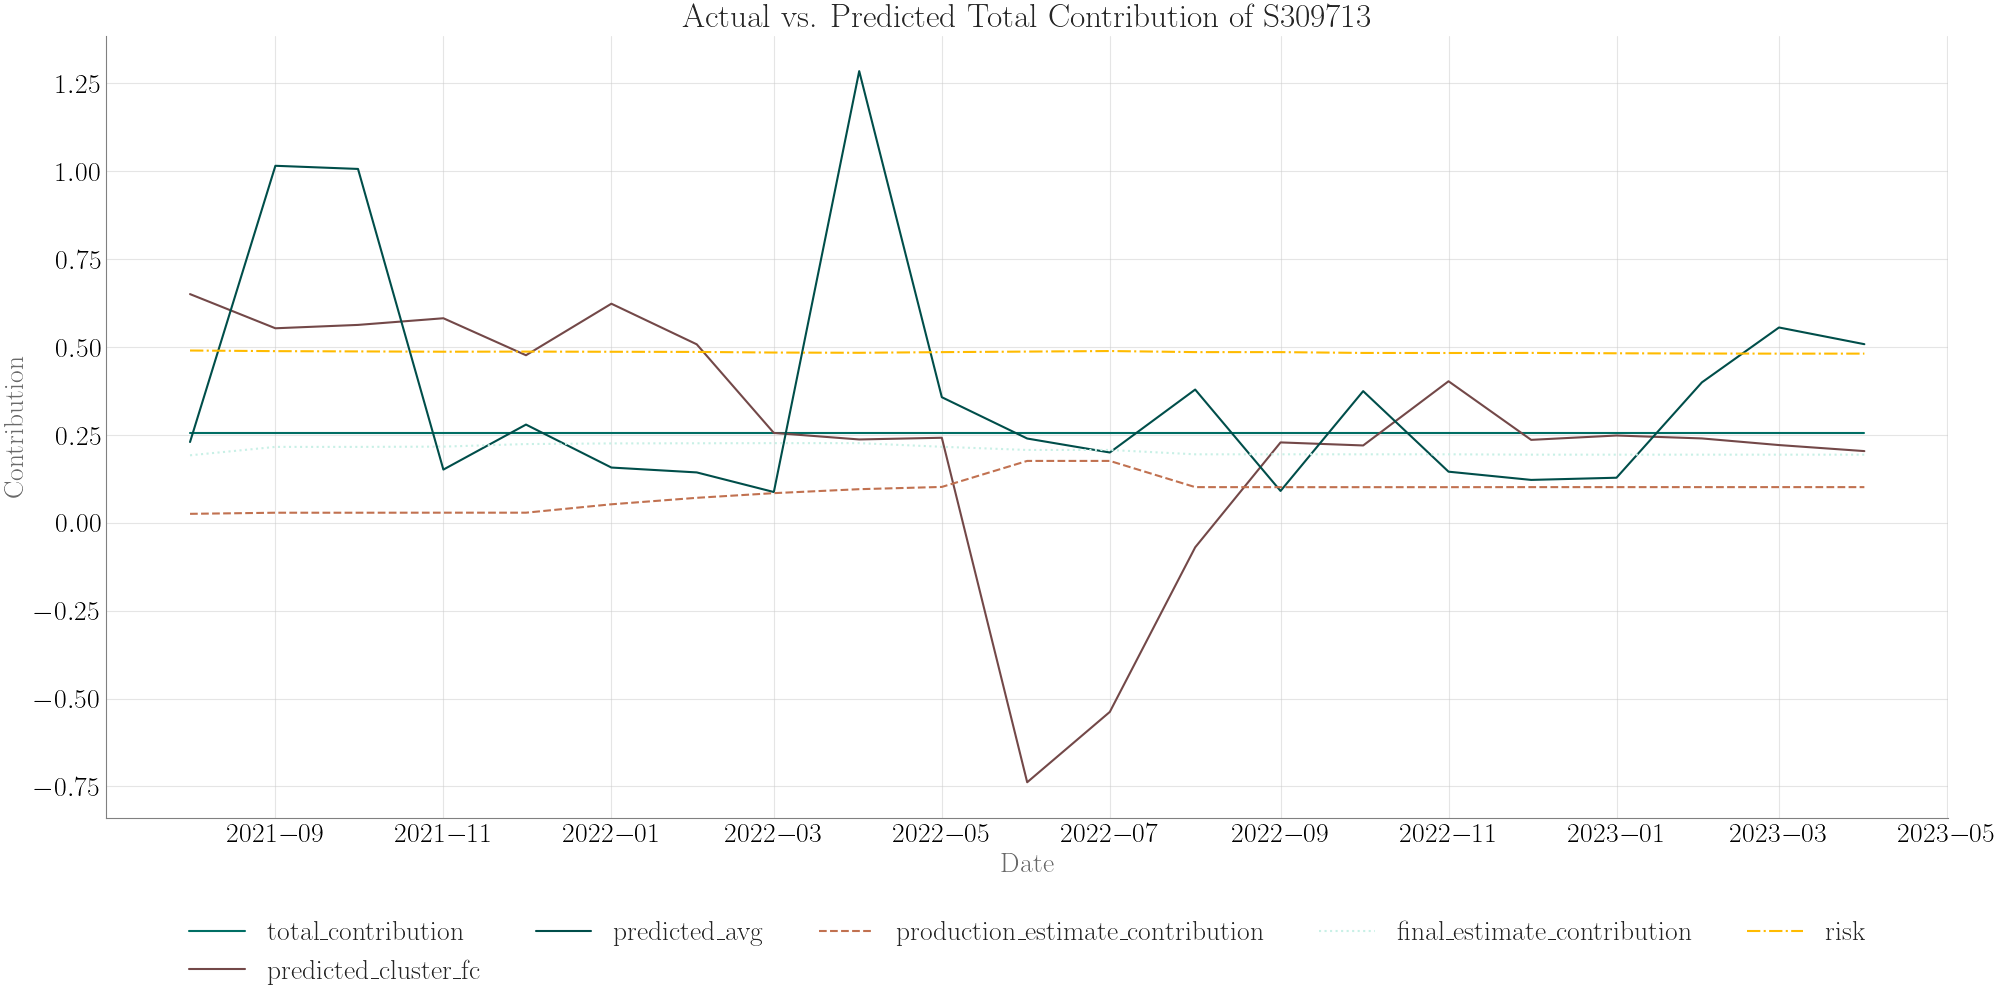 Actual vs. Predicted Total Contribution of S309713
1.25
1.00
0.75
0.50
0.25
0.00
−0.25
−0.50
−0.75
Contribution
2021−09 2021−11 2022−01 2022−03 2022−05 2022−07 2022−09 2022−11 2023−01 2023−03 2023−05
Date
total_contribution predicted_avg production_estimate_contribution final_estimate_contribution risk
predicted_cluster_fc